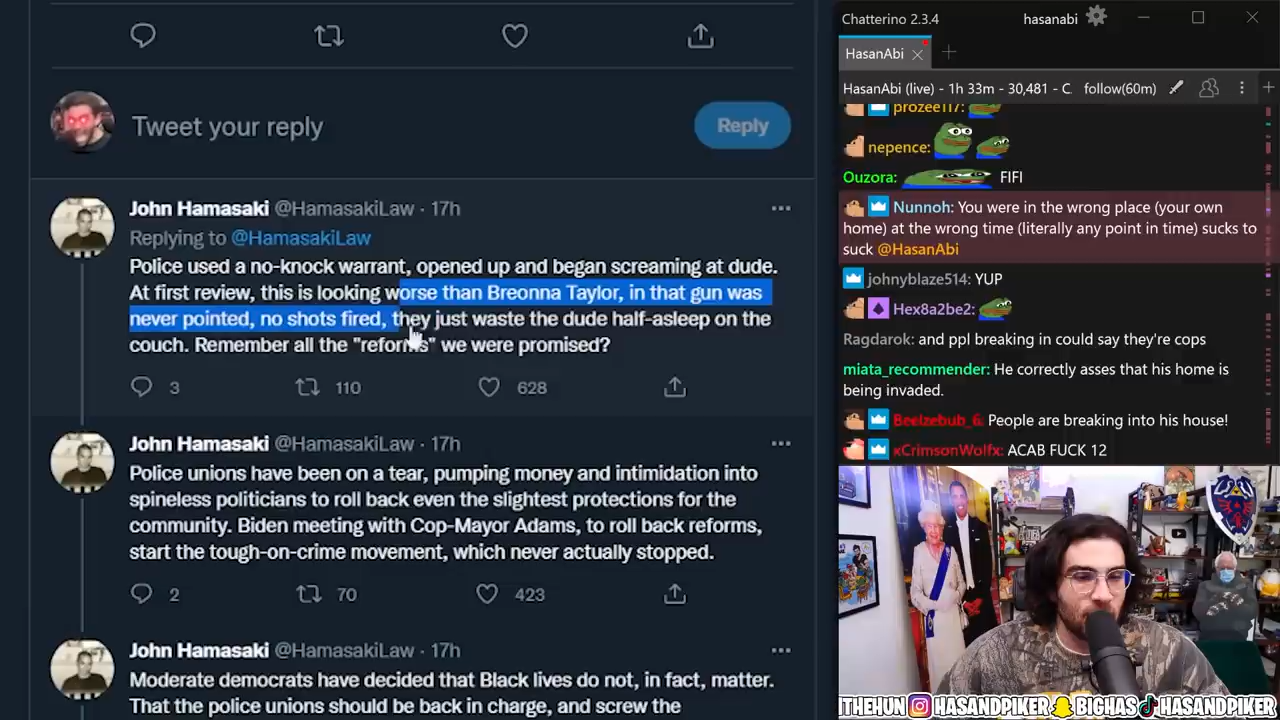 Chatterino 2.3.4
hasanabi
HasanAbi
HasanAbi (live) - 1h 33m - 30,481 - C.
follow(60m)
Tweet your reply
Reply
John Hamasaki @HamasakiLaw · 17h
Replying to @HamasakiLaw
Police used a no-knock warrant, opened up and began screaming at dude.
At first review, this is looking worse than Breonna Taylor, in that gun was
never pointed, no shots fired, they just waste the dude half-asleep on the
couch. Remember all the "reforms" we were promised?
3
110
628
John Hamasaki @HamasakiLaw · 17h
Police unions have been on a tear, pumping money and intimidation into
spineless politicians to roll back even the slightest protections for the
community. Biden meeting with Cop-Mayor Adams, to roll back reforms,
start the tough-on-crime movement, which never actually stopped.
2
70
423
John Hamasaki @HamasakiLaw · 17h
Moderate democrats have decided that Black lives do not, in fact, matter.
That the police unions should be back in charge, and screw the
prozee117:
nepence:
Ouzora: FIFI
Nunnoh: You were in the wrong place (your own
home) at the wrong time (literally any point in time) sucks to
suck @HasanAbi
johnyblaze514: YUP
Hex8a2be2:
Ragdarok: and ppl breaking in could say they're cops
miata_recommender: He correctly asses that his home is
being invaded.
Beelzebub_6: People are breaking into his house!
xCrimsonWolfx: ACAB FUCK 12
ITHEHUN HASANDPIKER BIGHAS HASANDPIKER